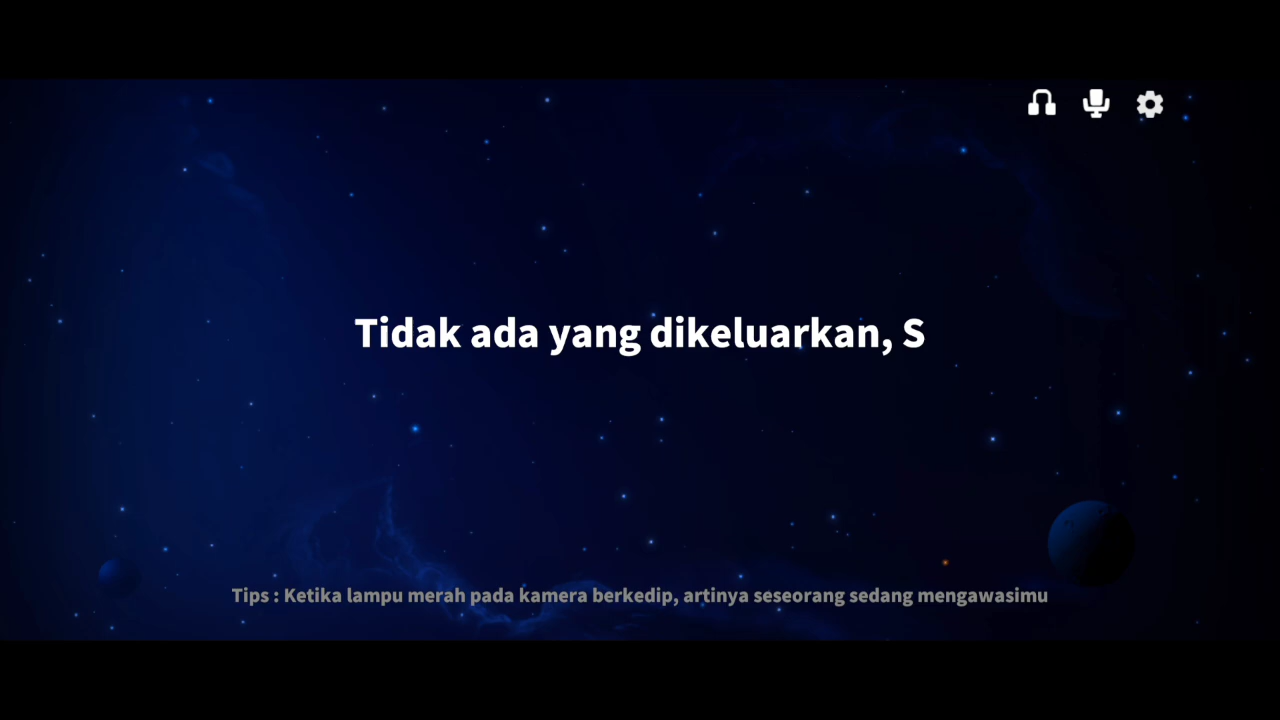 Tidak ada yang dikeluarkan, S
Tips : Ketika lampu merah pada kamera berkedip, artinya seseorang sedang mengawasimu